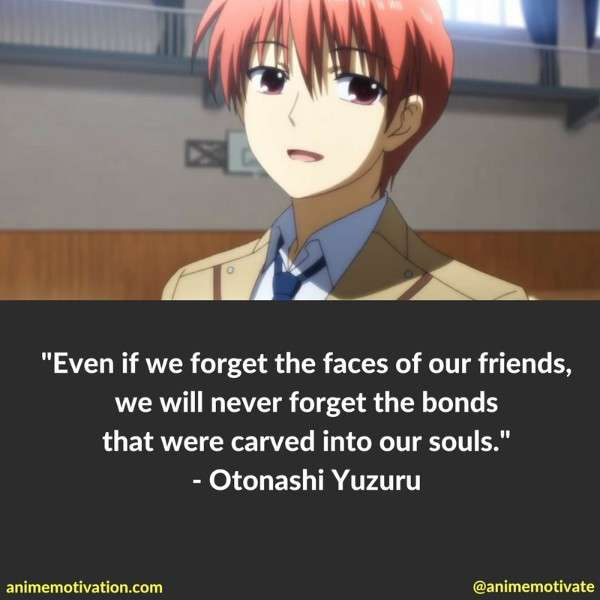 "Even if we forget the faces of our friends,
we will never forget the bonds
that were carved into our souls."
- Otonashi Yuzuru
animemotivation.com
@animemotivate